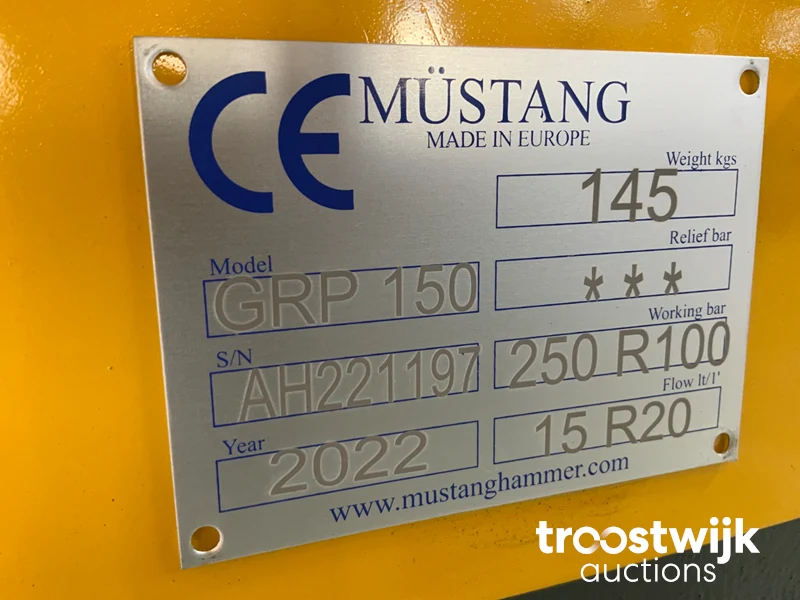 CE MÜSTANG
MADE IN EUROPE
Weight kgs
145
Relief bar
* * *
Model
GRP 150
Working bar
250 R100
S/N
AH221197
Flow lt/1'
15 R20
Year
2022
www.mustanghammer.com
troostwijk
auctions